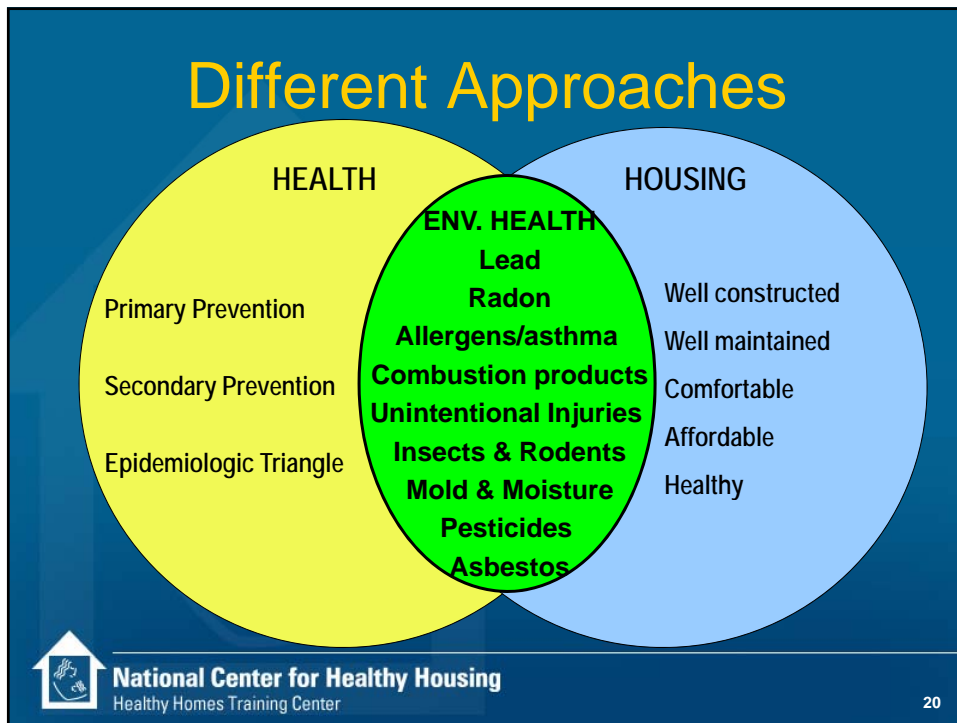 Different Approaches
HEALTH
Primary Prevention
Secondary Prevention
Epidemiologic Triangle
ENV. HEALTH
Lead
Radon
Allergens/asthma
Combustion products
Unintentional Injuries
Insects & Rodents
Mold & Moisture
Pesticides
Asbestos
HOUSING
Well constructed
Well maintained
Comfortable
Affordable
Healthy
National Center for Healthy Housing
Healthy Homes Training Center
20